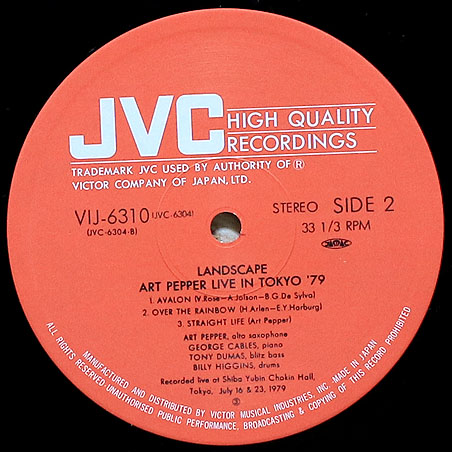 JVC HIGH QUALITY RECORDINGS
TRADEMARK JVC USED BY AUTHORITY OF Ⓡ
VICTOR COMPANY OF JAPAN, LTD.
VIJ-6310 (JVC-6304)
(JVC-6304-B)
STEREO SIDE 2
33 1/3 RPM
LANDSCAPE
ART PEPPER LIVE IN TOKYO '79
1. AVALON (V.Rose-A.Jolson-B.G.De Sylva)
2. OVER THE RAINBOW (H.Arlen-E.Y.Harburg)
3. STRAIGHT LIFE (Art Pepper)
ART PEPPER, alto saxophone
GEORGE CABLES, piano
TONY DUMAS, blitz bass
BILLY HIGGINS, drums
Recorded live at Shiba Yubin Chokin Hall,
Tokyo, July 16 & 23, 1979
MANUFACTURED AND DISTRIBUTED BY VICTOR MUSICAL INDUSTRIES, INC.-MADE IN JAPAN
ALL RIGHTS RESERVED UNAUTHORISED PUBLIC PERFORMANCE, BROADCASTING & COPYING OF THIS RECORD PROHIBITED